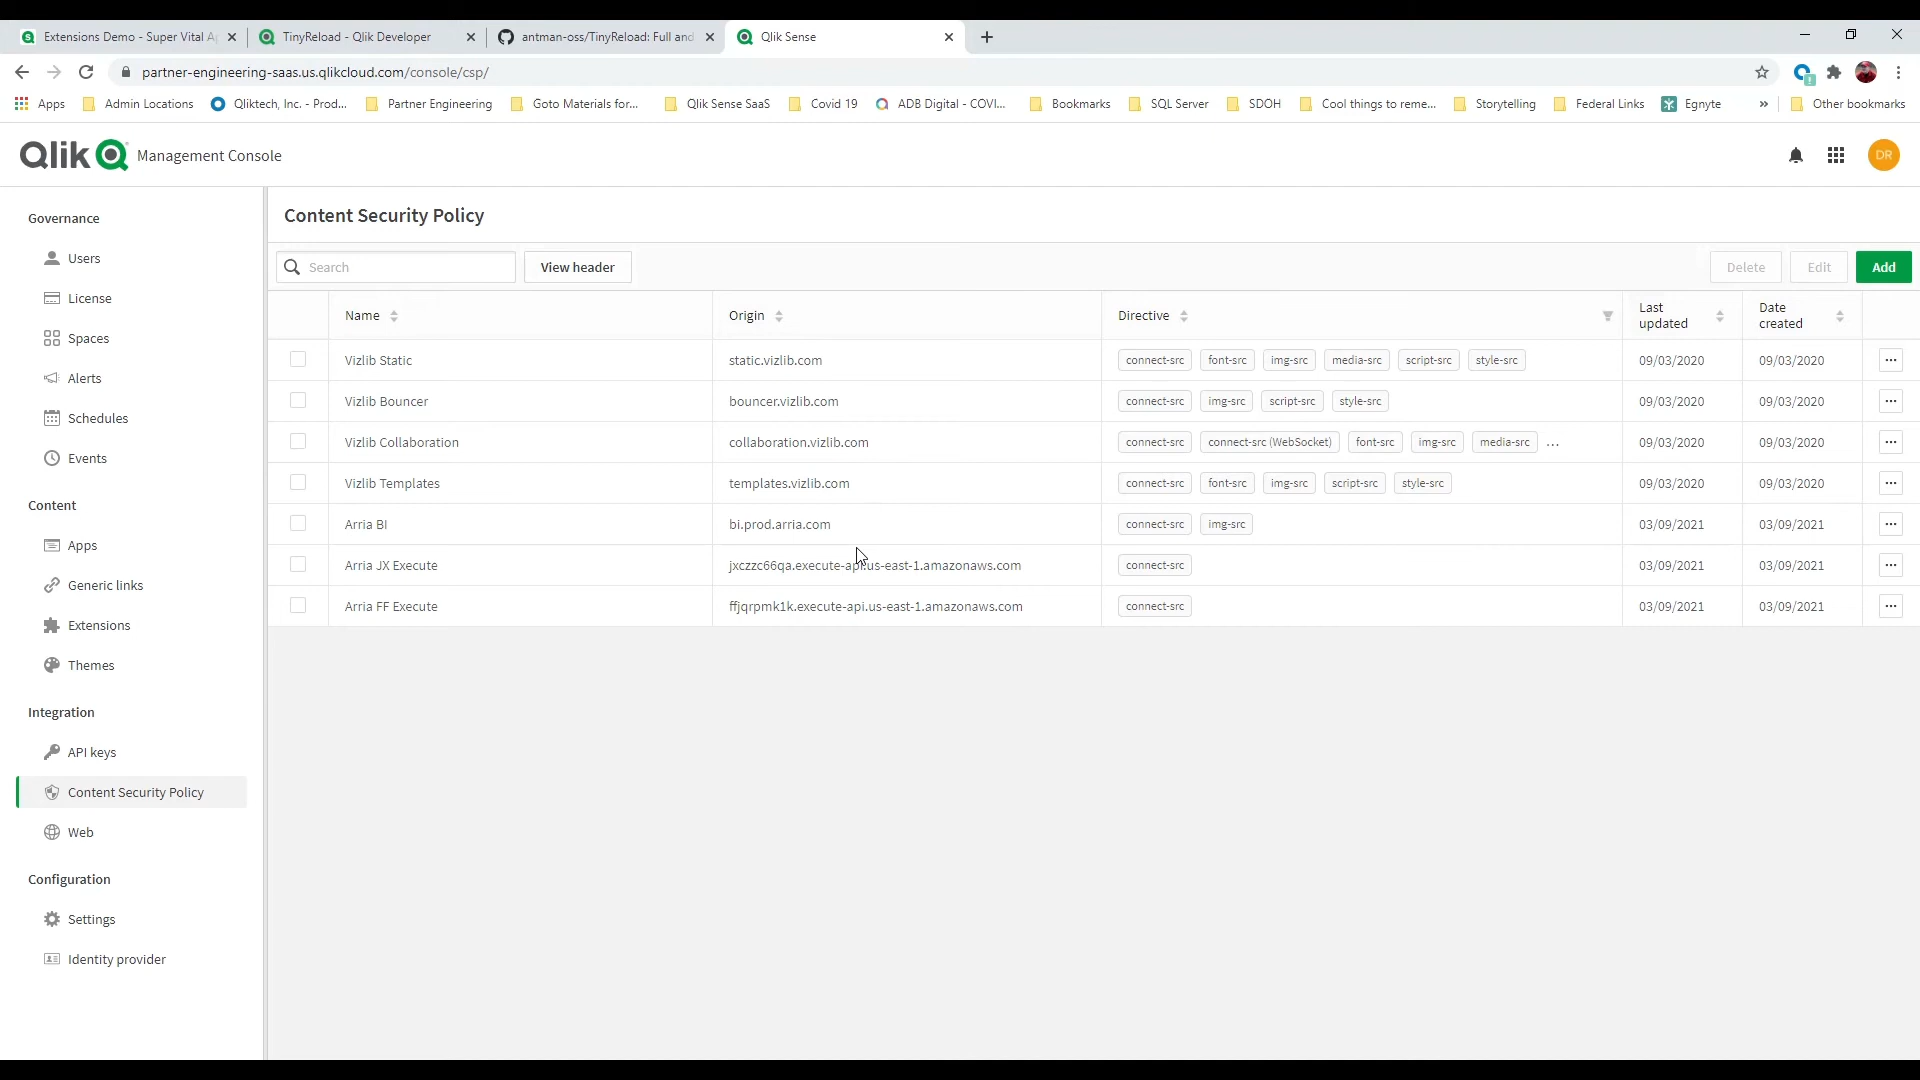 Extensions Demo - Super Vital A
TinyReload - Qlik Developer
antman-oss/TinyReload: Full and
Qlik Sense
partner-engineering-saas.us.qlikcloud.com/console/csp/
Apps
Admin Locations
Qliktech, Inc. - Prod...
Partner Engineering
Goto Materials for...
Qlik Sense SaaS
Covid 19
ADB Digital - COVI...
Bookmarks
SQL Server
SDOH
Cool things to reme...
Storytelling
Federal Links
Egnyte
»
Other bookmarks
Qlik Management Console
DR
Governance
Users
License
Spaces
Alerts
Schedules
Events
Content
Apps
Generic links
Extensions
Themes
Integration
API keys
Content Security Policy
Web
Configuration
Settings
Identity provider
Content Security Policy
Search
View header
Delete
Edit
Add
Name Origin Directive Last updated Date created
Vizlib Static static.vizlib.com connect-src font-src img-src media-src script-src style-src 09/03/2020 09/03/2020 ...
Vizlib Bouncer bouncer.vizlib.com connect-src img-src script-src style-src 09/03/2020 09/03/2020 ...
Vizlib Collaboration collaboration.vizlib.com connect-src connect-src (WebSocket) font-src img-src media-src ... 09/03/2020 09/03/2020 ...
Vizlib Templates templates.vizlib.com connect-src font-src img-src script-src style-src 09/03/2020 09/03/2020 ...
Arria BI bi.prod.arria.com connect-src img-src 03/09/2021 03/09/2021 ...
Arria JX Execute jxczzc66qa.execute-api.us-east-1.amazonaws.com connect-src 03/09/2021 03/09/2021 ...
Arria FF Execute ffjqrpmk1k.execute-api.us-east-1.amazonaws.com connect-src 03/09/2021 03/09/2021 ...